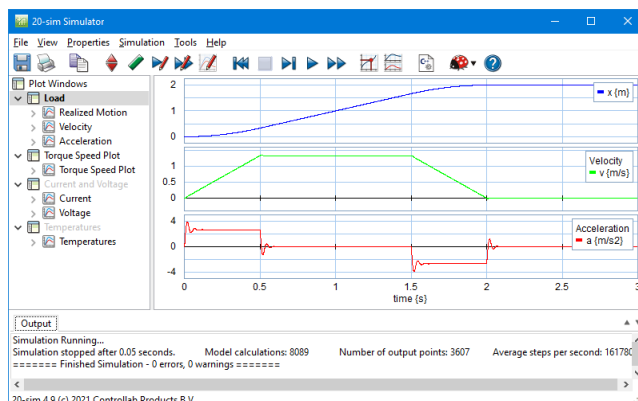 20-sim Simulator
File View Properties Simulation Tools Help
Plot Windows
Load
Realized Motion
Velocity
Acceleration
Torque Speed Plot
Torque Speed Plot
Current and Voltage
Current
Voltage
Temperatures
Temperatures
2
1
0
x {m}
1
0.5
0
Velocity
v{m/s}
4
0
-4
Acceleration
a {m/s2}
0 0.5 1 1.5 2 2.5 3
time {s}
Output
Simulation Running...
Simulation stopped after 0.05 seconds. Model calculations: 8089 Number of output points: 3607 Average steps per second: 161780
======= Finished Simulation - 0 errors, 0 warnings =======
20-sim 4.9 (c) 2021 Controllab Products B.V.